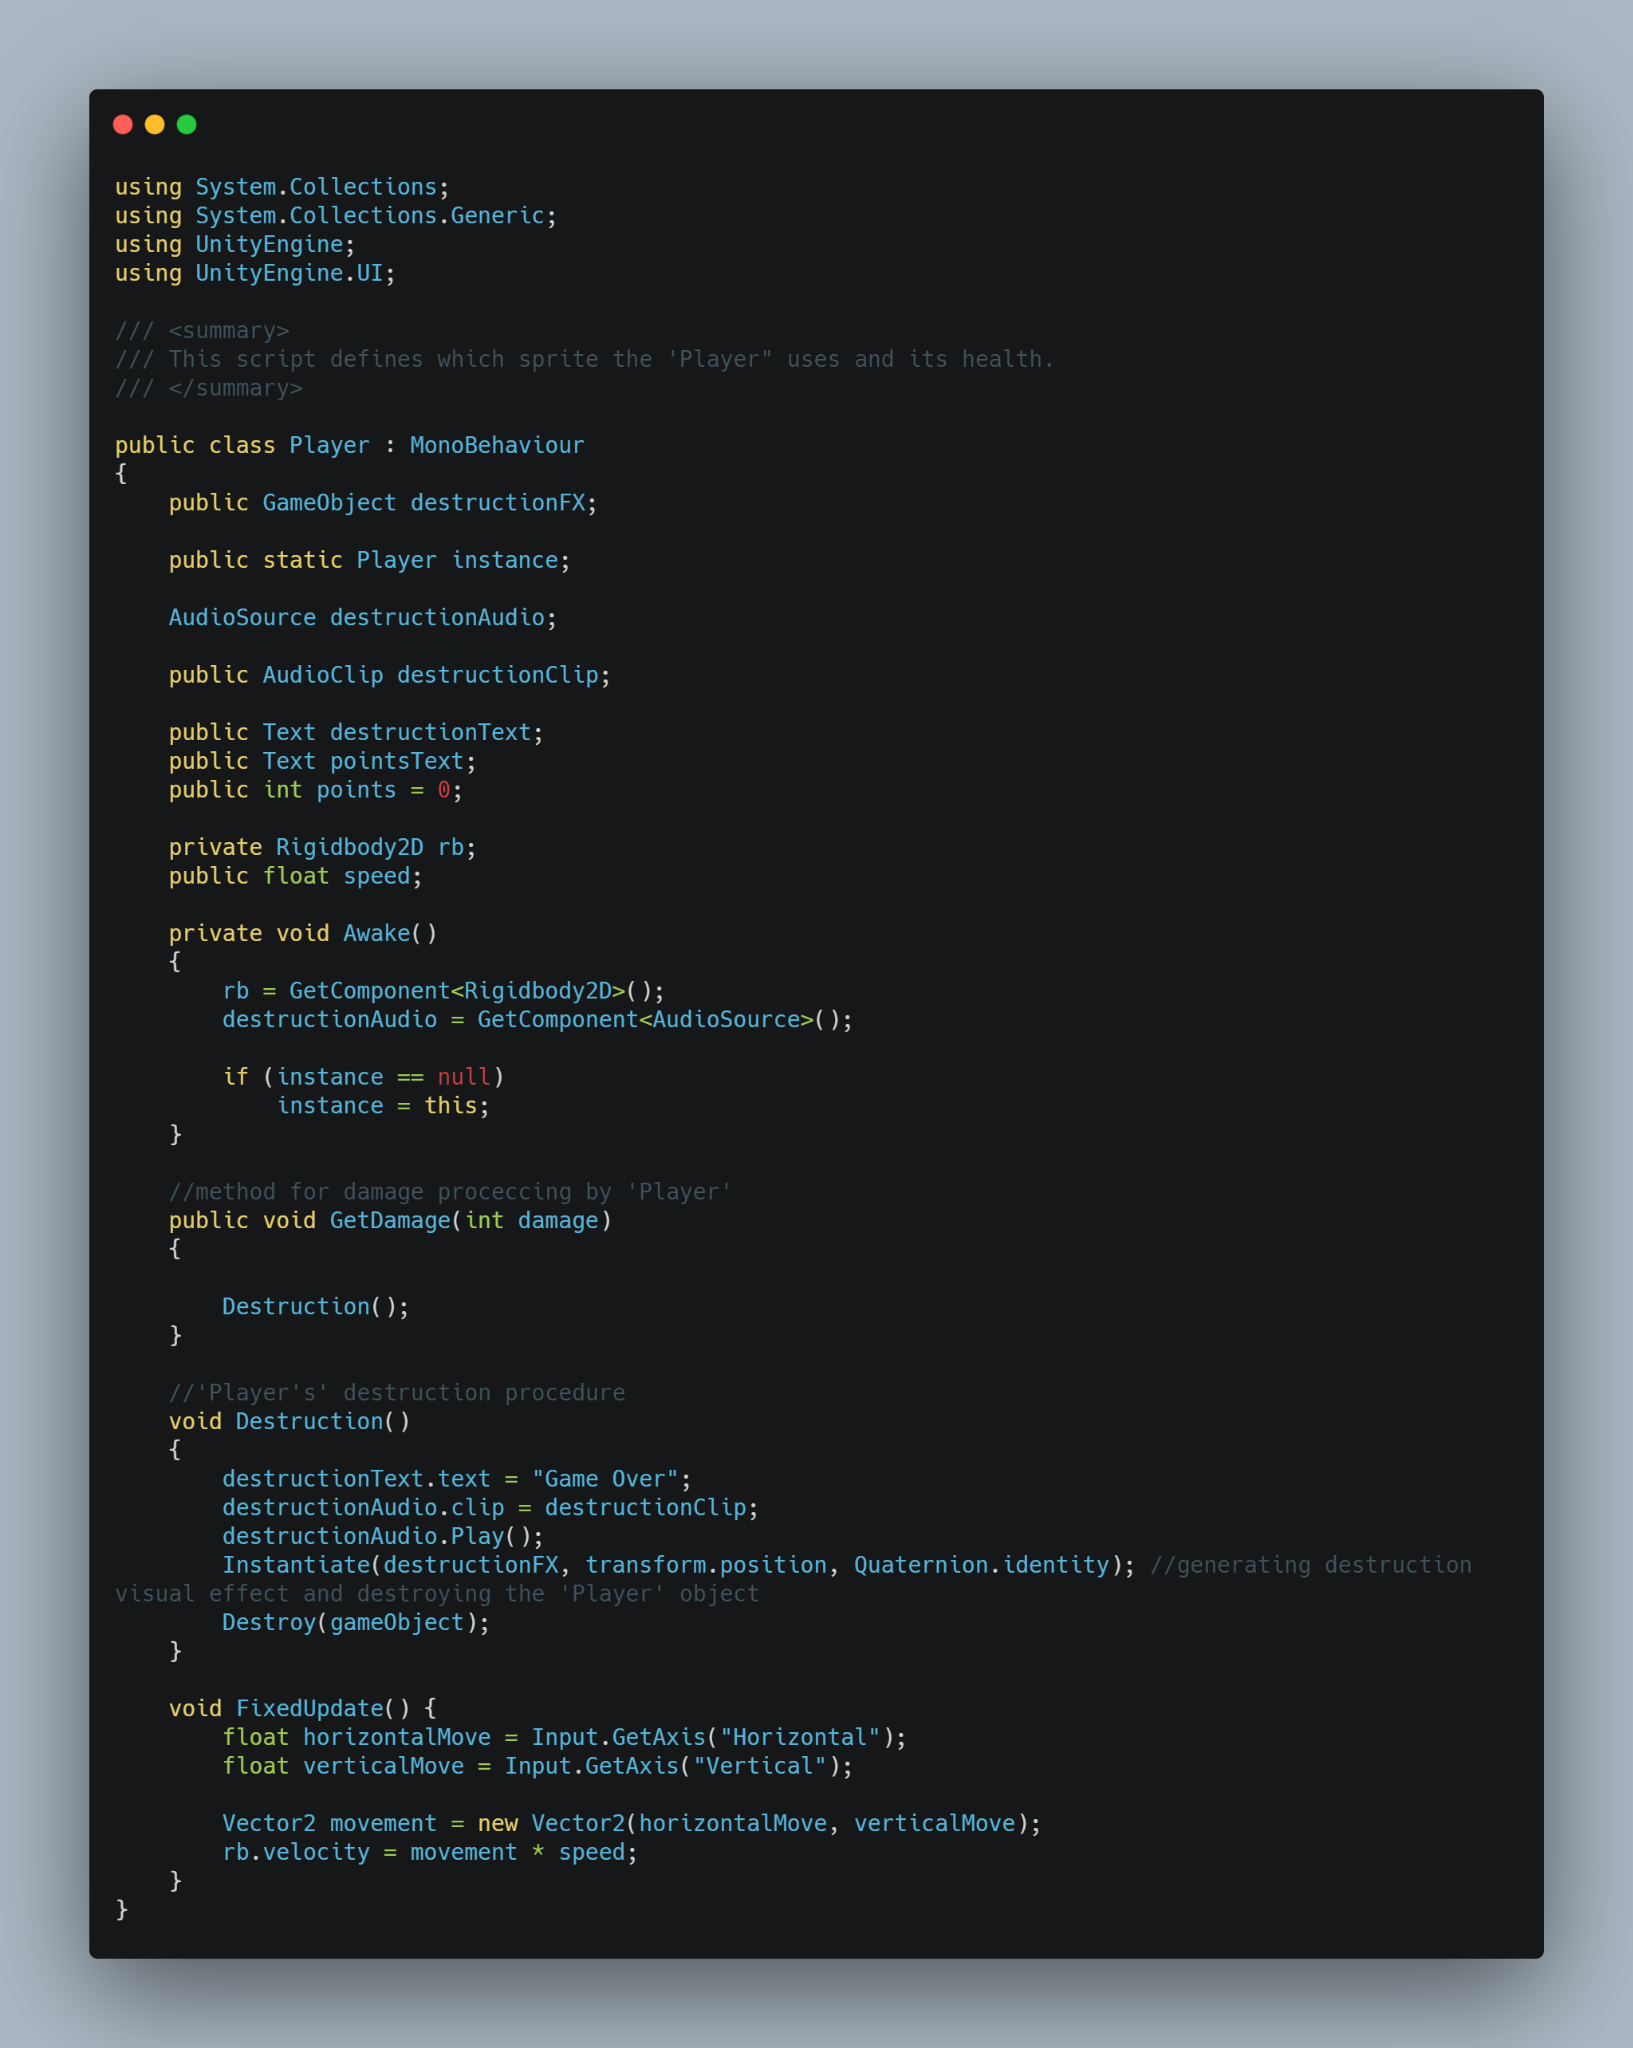 using System.Collections;
using System.Collections.Generic;
using UnityEngine;
using UnityEngine.UI;

/// <summary>
/// This script defines which sprite the 'Player" uses and its health.
/// </summary>

public class Player : MonoBehaviour
{
    public GameObject destructionFX;

    public static Player instance;

    AudioSource destructionAudio;

    public AudioClip destructionClip;

    public Text destructionText;
    public Text pointsText;
    public int points = 0;

    private Rigidbody2D rb;
    public float speed;

    private void Awake()
    {
        rb = GetComponent<Rigidbody2D>();
        destructionAudio = GetComponent<AudioSource>();

        if (instance == null)
            instance = this;
    }

    //method for damage proceccing by 'Player'
    public void GetDamage(int damage)
    {

        Destruction();
    }

    //'Player's' destruction procedure
    void Destruction()
    {
        destructionText.text = "Game Over";
        destructionAudio.clip = destructionClip;
        destructionAudio.Play();
        Instantiate(destructionFX, transform.position, Quaternion.identity); //generating destruction
visual effect and destroying the 'Player' object
        Destroy(gameObject);
    }

    void FixedUpdate() {
        float horizontalMove = Input.GetAxis("Horizontal");
        float verticalMove = Input.GetAxis("Vertical");

        Vector2 movement = new Vector2(horizontalMove, verticalMove);
        rb.velocity = movement * speed;
    }
}